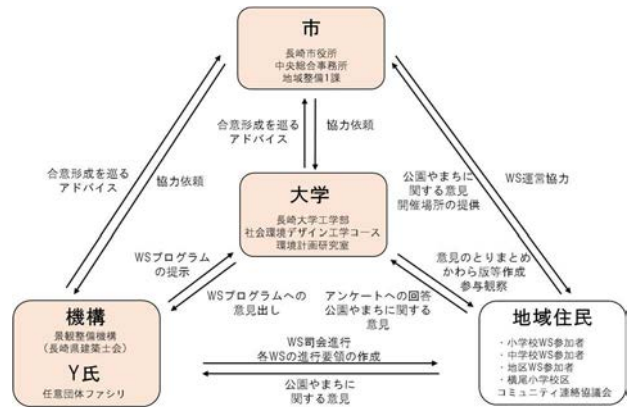 市
長崎市役所
中央総合事務所
地域整備1課
合意形成を巡る
アドバイス
協力依頼
合意形成を巡る
アドバイス
協力依頼
公園やまちに
関する意見
開催場所の提供
WS運営協力
大学
長崎大学工学部
社会環境デザイン工学コース
環境計画研究室
WSプログラム
の提示
WSプログラムへの
意見出し
アンケートへの回答
公園やまちに関する
意見
意見のとりまとめ
かわら版等作成
参与観察
機構
景観整備機構
(長崎県建築士会)
Y氏
任意団体ファシリ
WS司会進行
各WSの進行要領の作成
公園やまちに
関する意見
地域住民
・小学校WS参加者
・中学校WS参加者
・地区WS参加者
・横尾小学校区
コミュニティ連絡協議会